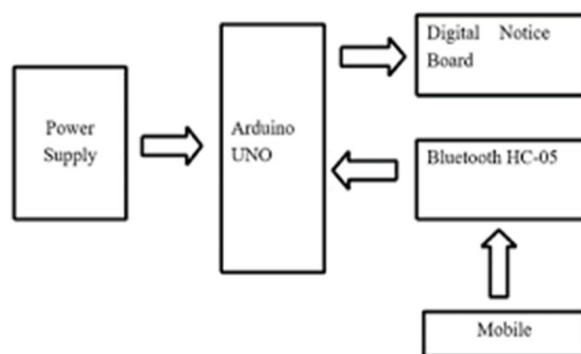 Power
Supply
Arduino
UNO
Digital Notice
Board
Bluetooth HC-05
Mobile